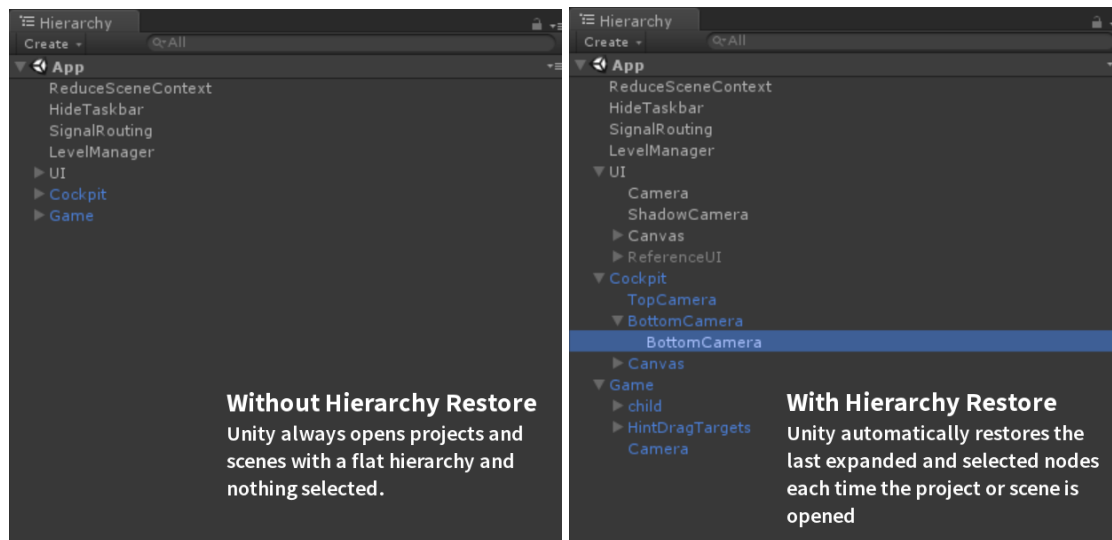 Hierarchy
Create
All
App
ReduceSceneContext
HideTaskbar
SignalRouting
LevelManager
UI
Cockpit
Game
Without Hierarchy Restore
Unity always opens projects and
scenes with a flat hierarchy and
nothing selected.
Hierarchy
Create
All
App
ReduceSceneContext
HideTaskbar
SignalRouting
LevelManager
UI
Camera
ShadowCamera
Canvas
ReferenceUI
Cockpit
TopCamera
BottomCamera
BottomCamera
Canvas
Game
child
HintDragTargets
Camera
With Hierarchy Restore
Unity automatically restores the
last expanded and selected nodes
each time the project or scene is
opened